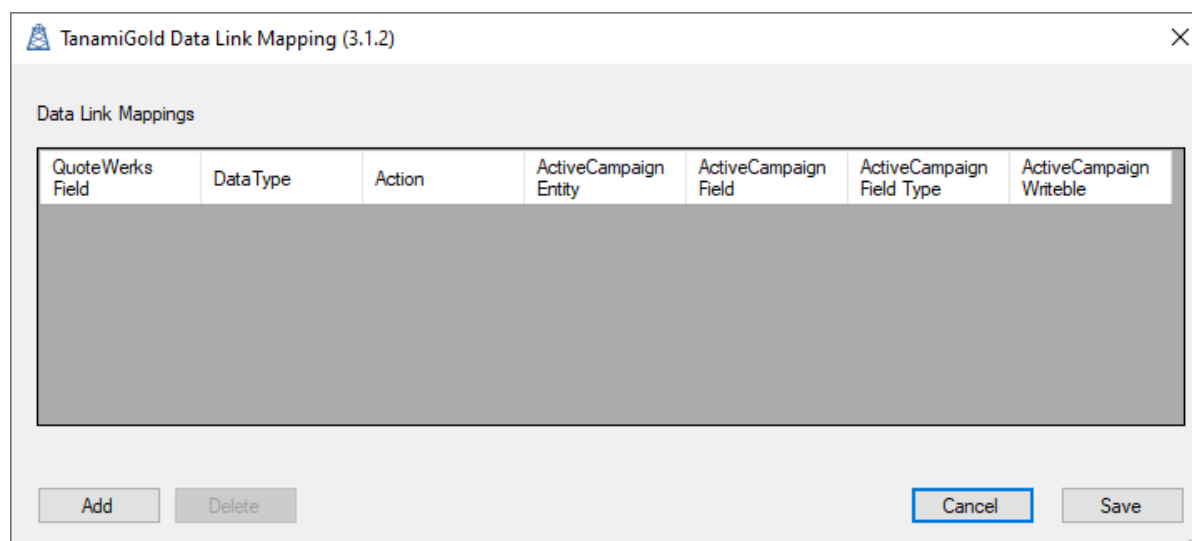 TanamiGold Data Link Mapping (3.1.2)
Data Link Mappings
QuoteWerks
Field
DataType
Action
ActiveCampaign
Entity
ActiveCampaign
Field
ActiveCampaign
Field Type
ActiveCampaign
Writeble
Add
Delete
Cancel
Save